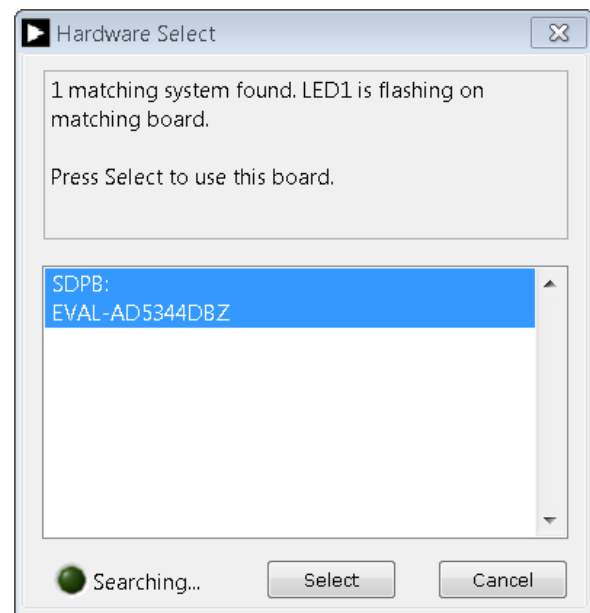 Hardware Select
1 matching system found. LED1 is flashing on
matching board.
Press Select to use this board.
SDPB:
EVAL-AD5344DBZ
Searching...
Select
Cancel